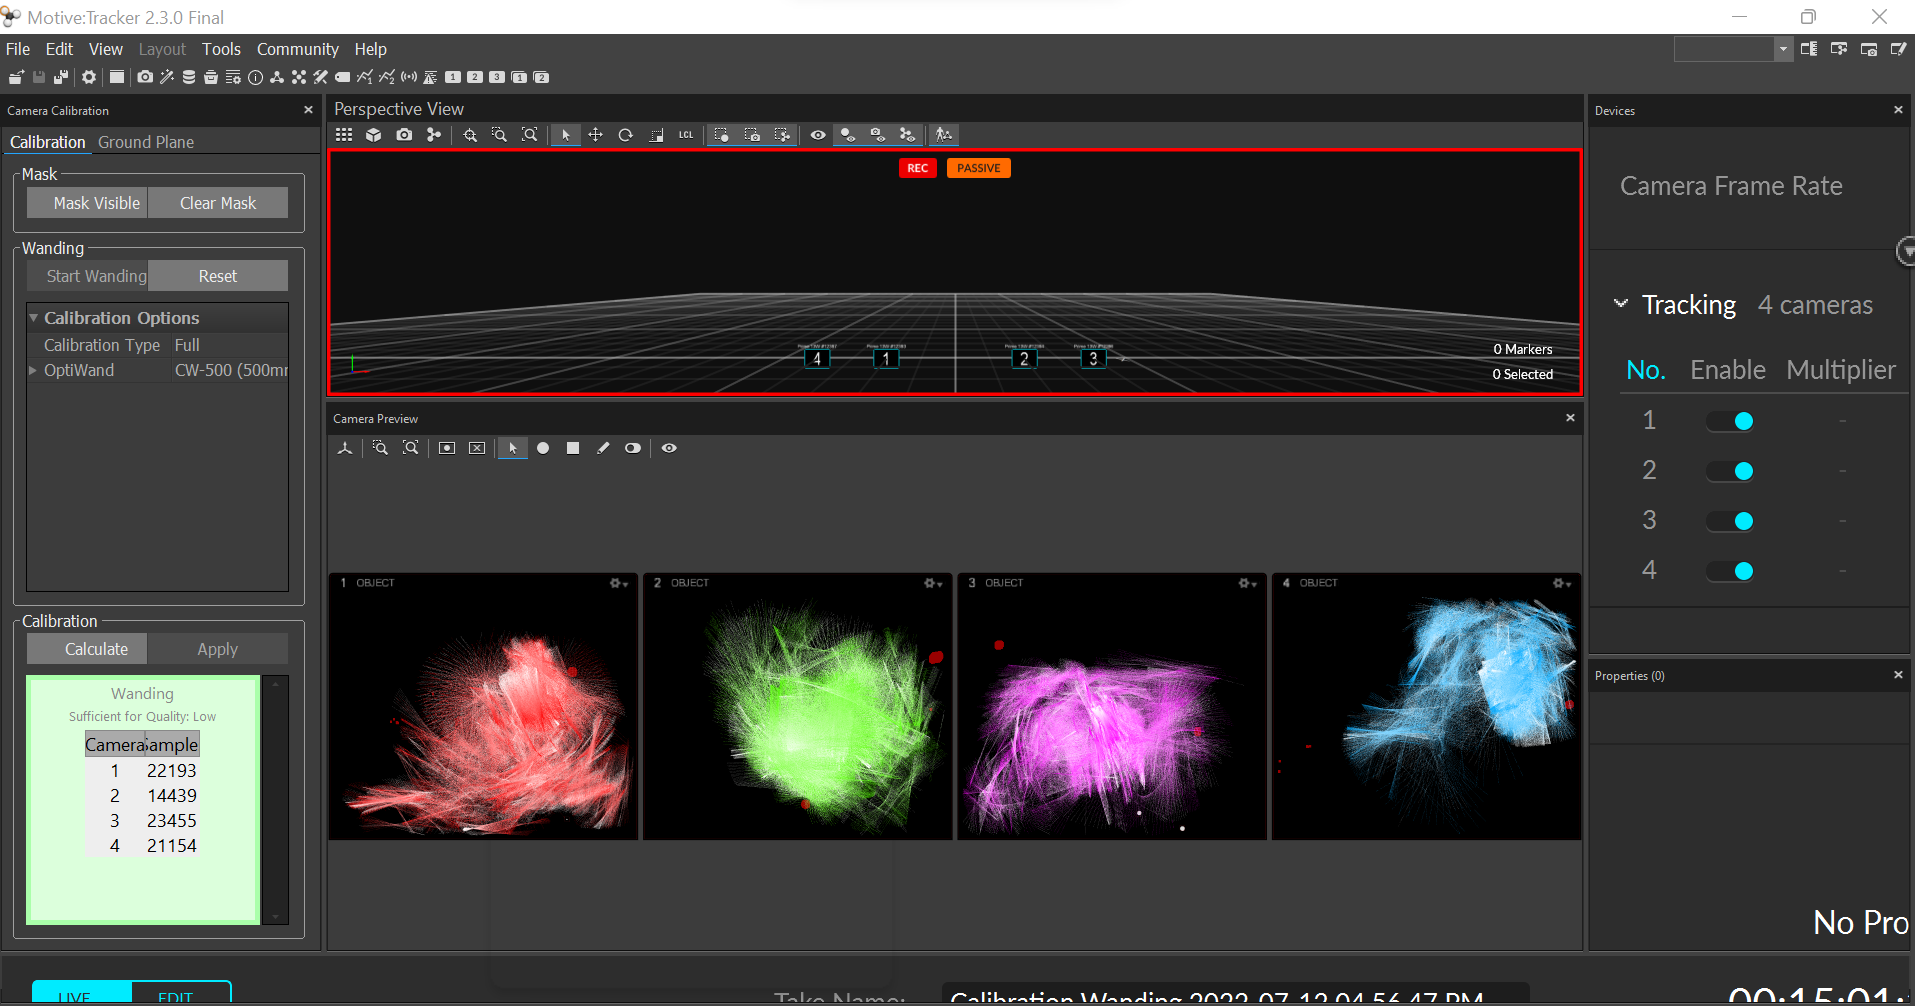 Motive:Tracker 2.3.0 Final
File Edit View Layout Tools Community Help
1 2 3 1 2
Camera Calibration
Calibration Ground Plane
Mask
Mask Visible Clear Mask
Wanding
Start Wanding Reset
Calibration Options
Calibration Type Full
OptiWand CW-500 (500mm
Calibration
Calculate Apply
Wanding
Sufficient for Quality: Low
Camera Sample
1 22193
2 14439
3 23455
4 21154
Perspective View
LCL
REC PASSIVE
4 1 2 3
0 Markers
0 Selected
Camera Preview
1 OBJECT
2 OBJECT
3 OBJECT
4 OBJECT
Devices
Camera Frame Rate
Tracking 4 cameras
No. Enable Multiplier
1 -
2 -
3 -
4 -
Properties (0)
No Pro
LIVE EDIT
Take Name:
Calibration Wanding 2022-07-12 04.56.47 PM
00:15:01: